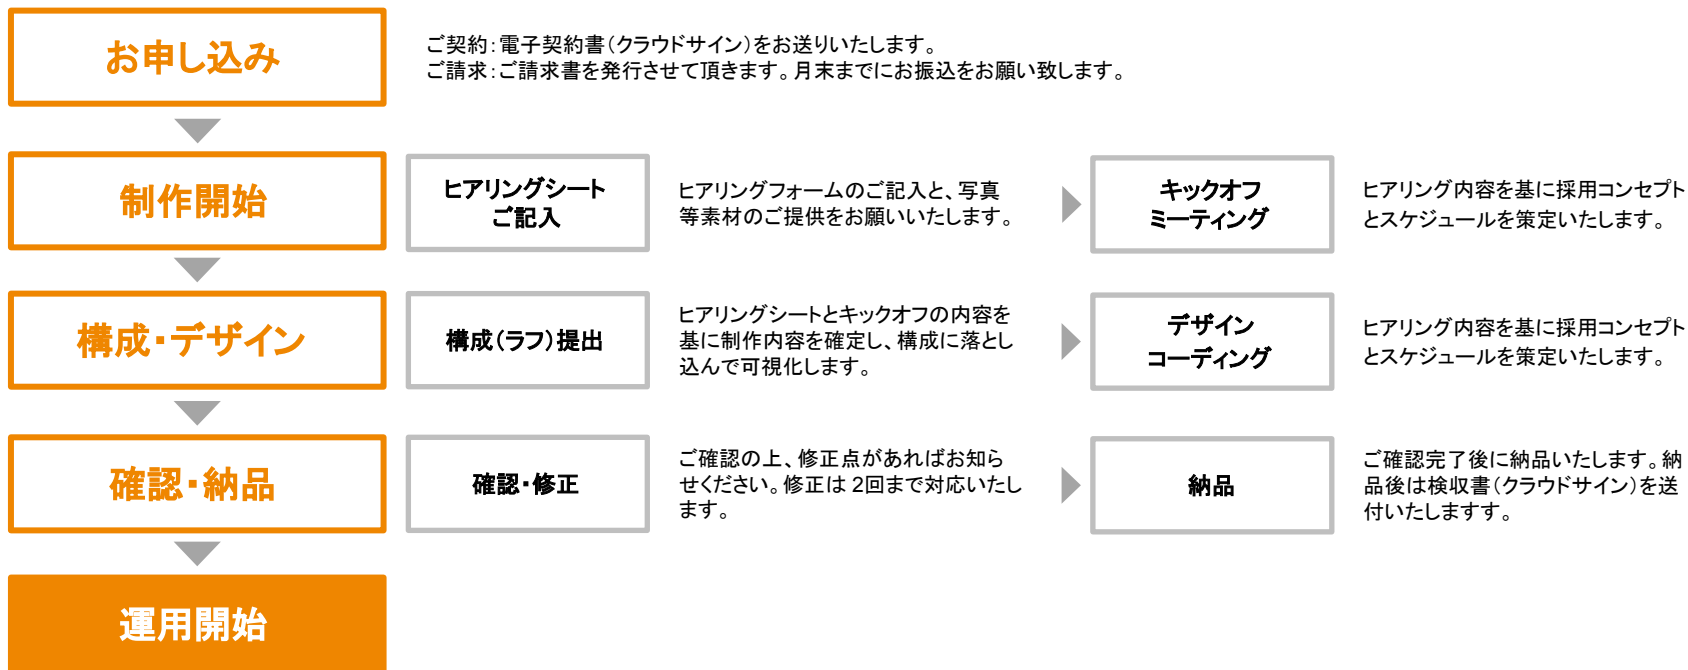 お申し込み
ご契約：電子契約書（クラウドサイン）をお送りいたします。
ご請求：ご請求書を発行させて頂きます。月末までにお振込をお願い致します。
制作開始
ヒアリングシート
ご記入
ヒアリングフォームのご記入と、写真
等素材のご提供をお願いいたします。
キックオフ
ミーティング
ヒアリング内容を基に採用コンセプト
とスケジュールを策定いたします。
構成・デザイン
構成（ラフ）提出
ヒアリングシートとキックオフの内容を
基に制作内容を確定し、構成に落とし
込んで可視化します。
デザイン
コーディング
ヒアリング内容を基に採用コンセプト
とスケジュールを策定いたします。
確認・納品
確認・修正
ご確認の上、修正点があればお知ら
せください。修正は 2回まで対応いたし
ます。
納品
ご確認完了後に納品いたします。納
品後は検収書（クラウドサイン）を送
付いたしますす。
運用開始